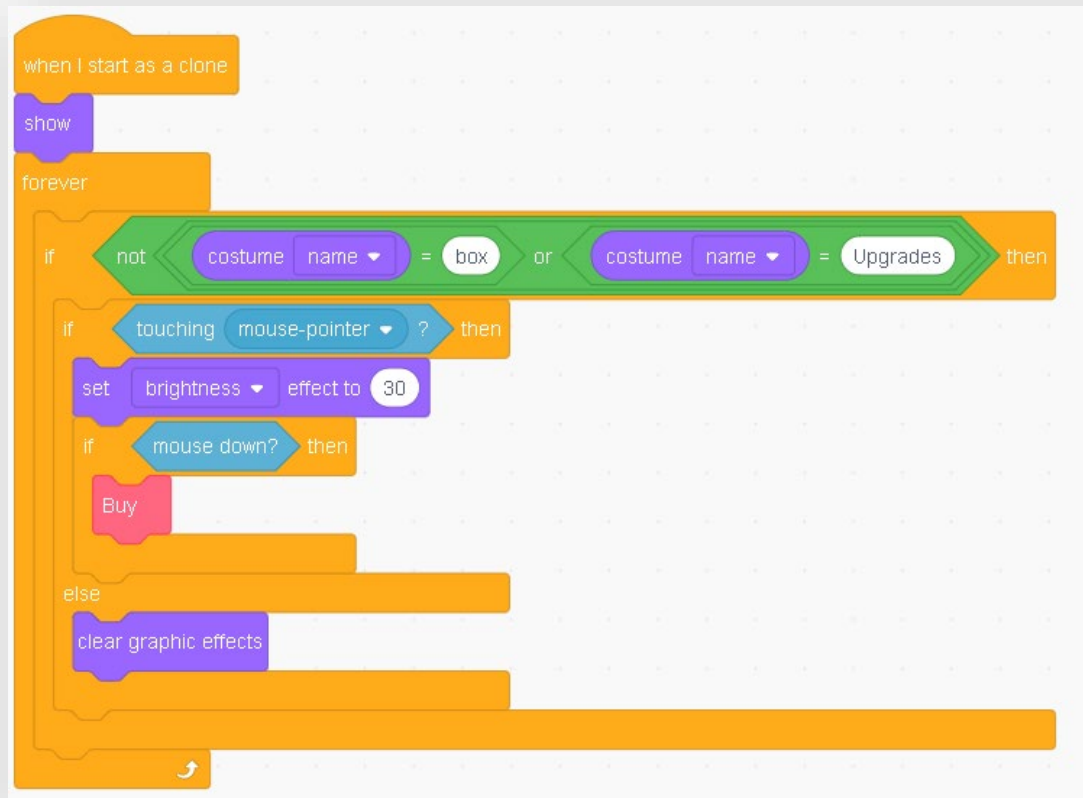 when I start as a clone
show
forever
if not costume name = box or costume name = Upgrades then
if touching mouse-pointer ? then
set brightness effect to 30
if mouse down? then
Buy
else
clear graphic effects